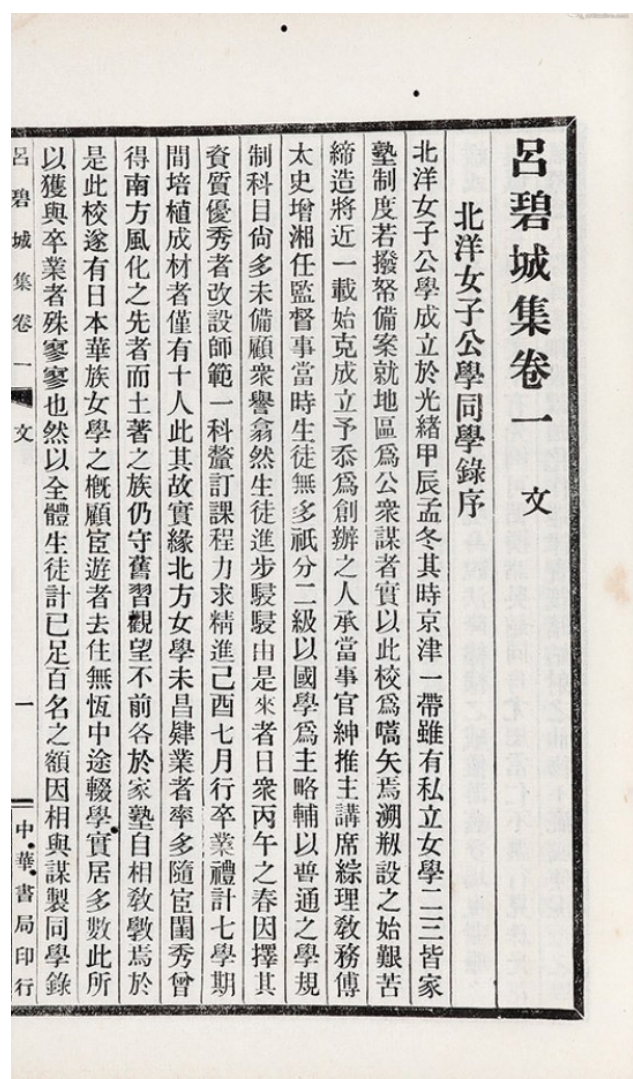 呂碧城集卷一　文
北洋女子公學同學錄序
北洋女子公學成立於光緒甲辰孟冬其時京津一帶雖有私立女學二三皆家
塾制度若撥帑備案就地區爲公衆謀者實以此校爲嚆矢焉溯剏設之始艱苦
締造將近一載始克成立予忝爲創辦之人承當事官紳推主講席綜理敎務傅
太史增湘任監督事當時生徒無多祇分二級以國學爲主略輔以普通之學規
制科目尙多未備顧衆譽翕然生徒進步駸駸由是來者日衆丙午之春因擇其
資質優秀者改設師範一科釐訂課程力求精進己酉七月行卒業禮計七學期
間培植成材者僅有十人此其故實緣北方女學未昌肄業者率多隨宦閨秀曾
得南方風化之先者而土著之族仍守舊習觀望不前各於家塾自相敎斆焉於
是此校遂有日本華族女學之槪顧宦遊者去住無恆中途輟學實居多數此所
以獲與卒業者殊寥寥也然以全體生徒計已足百名之額因相與謀製同學錄
呂碧城集卷一　文　一　中華書局印行